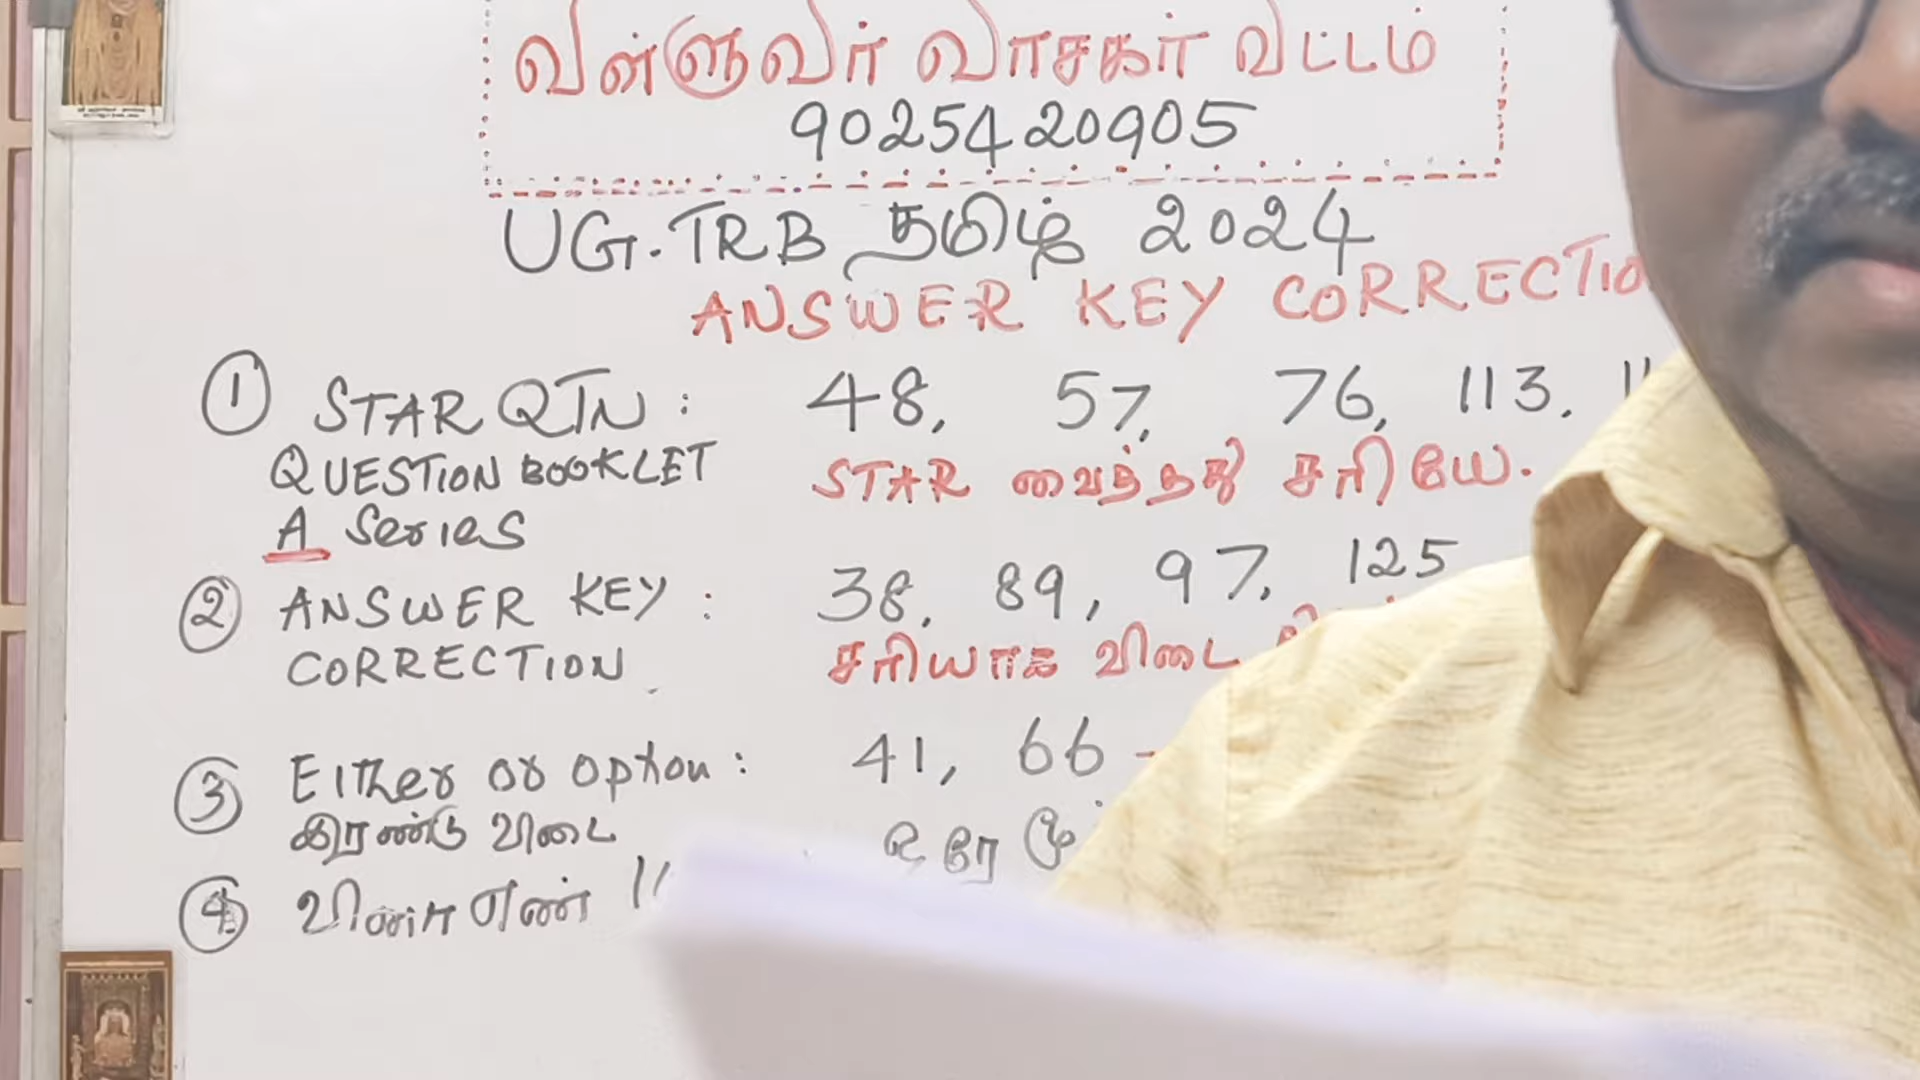 வள்ளுவர் வாசகர் வட்டம்
9025420905
UG.TRB தமிழ் 2024
ANSWER KEY CORRECTIO
① STAR QTN : 48, 57, 76, 113,
QUESTION BOOKLET STAR வைத்தது சரியே.
A Series
② ANSWER KEY : 38, 89, 97, 125
CORRECTION சரியாக விடை
③ Either or option : 41, 66 -
இரண்டு விடை ஒரே
④ வினா எண்